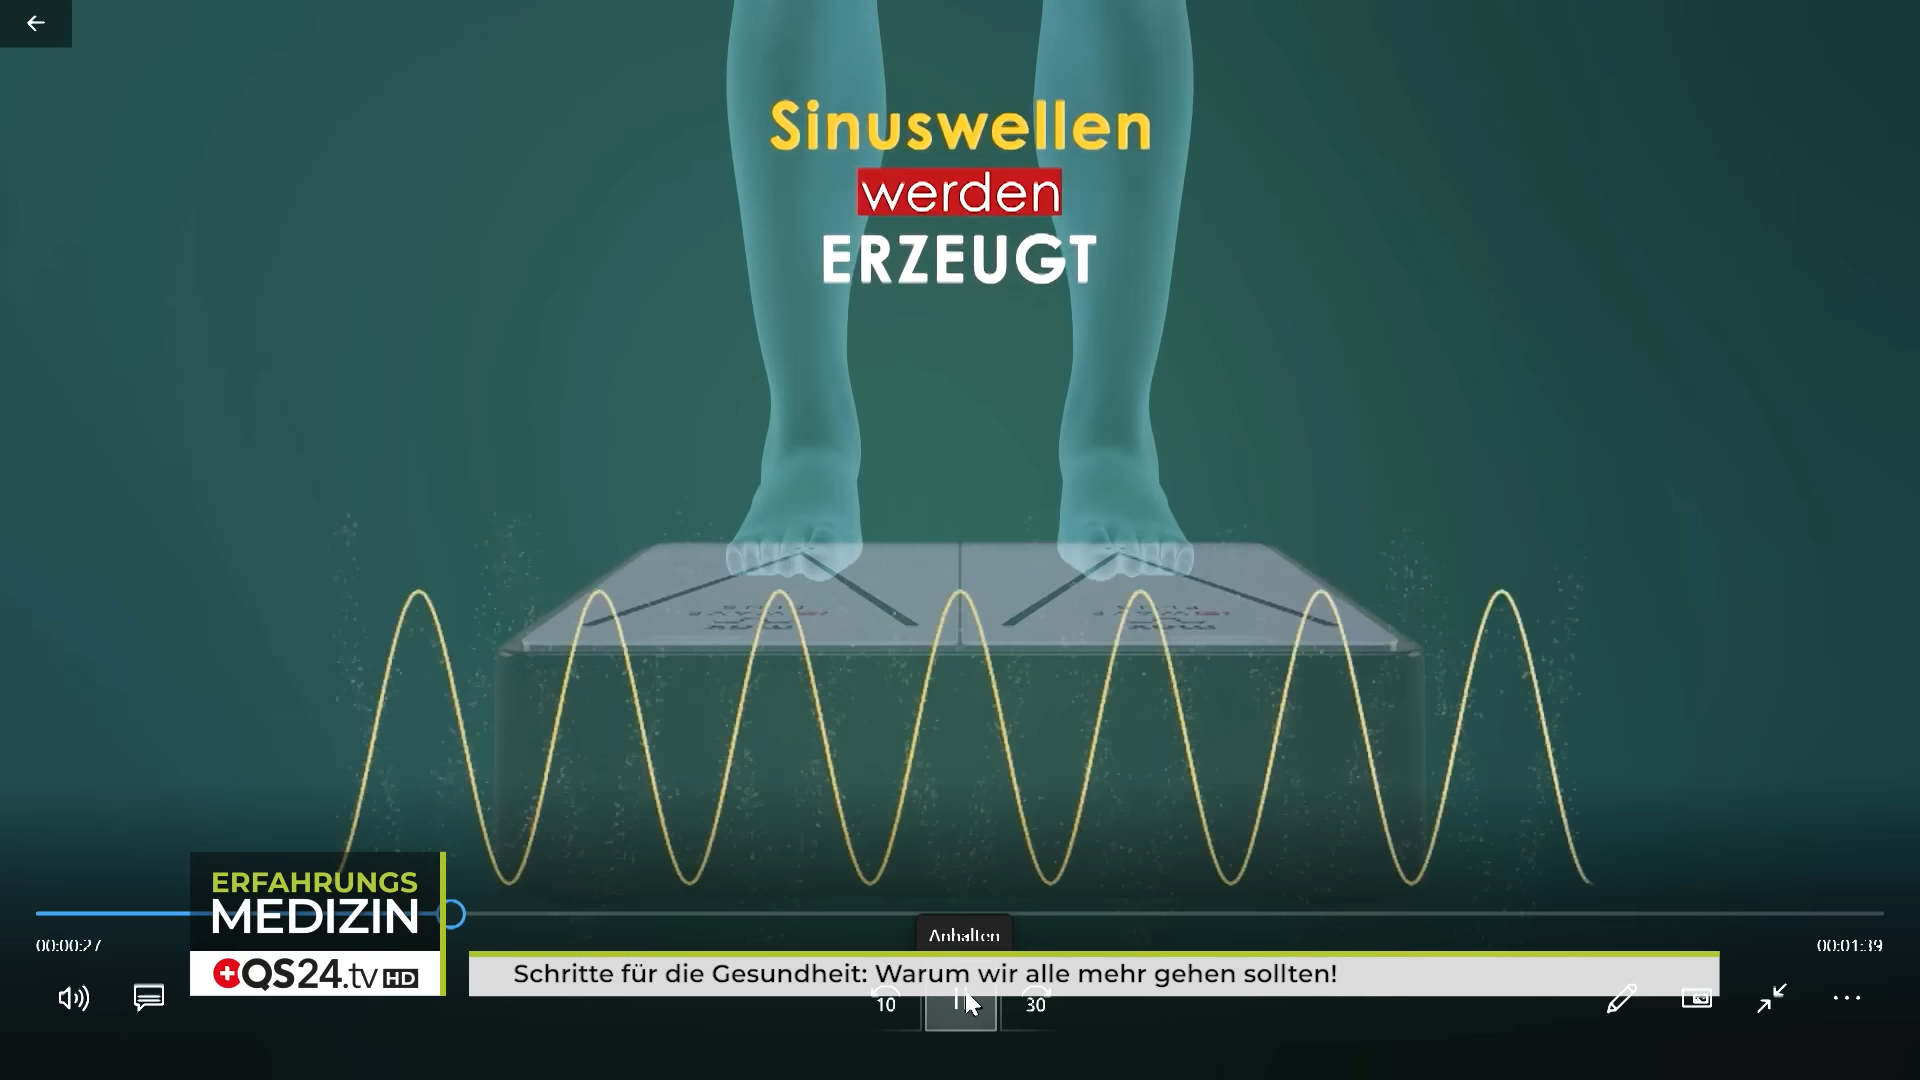 Sinuswellen
werden
ERZEUGT
ERFAHRUNGS
MEDIZIN
00:00:27
Anhalten
00:01:39
QS24.tv HD
Schritte für die Gesundheit: Warum wir alle mehr gehen sollten!
10
30